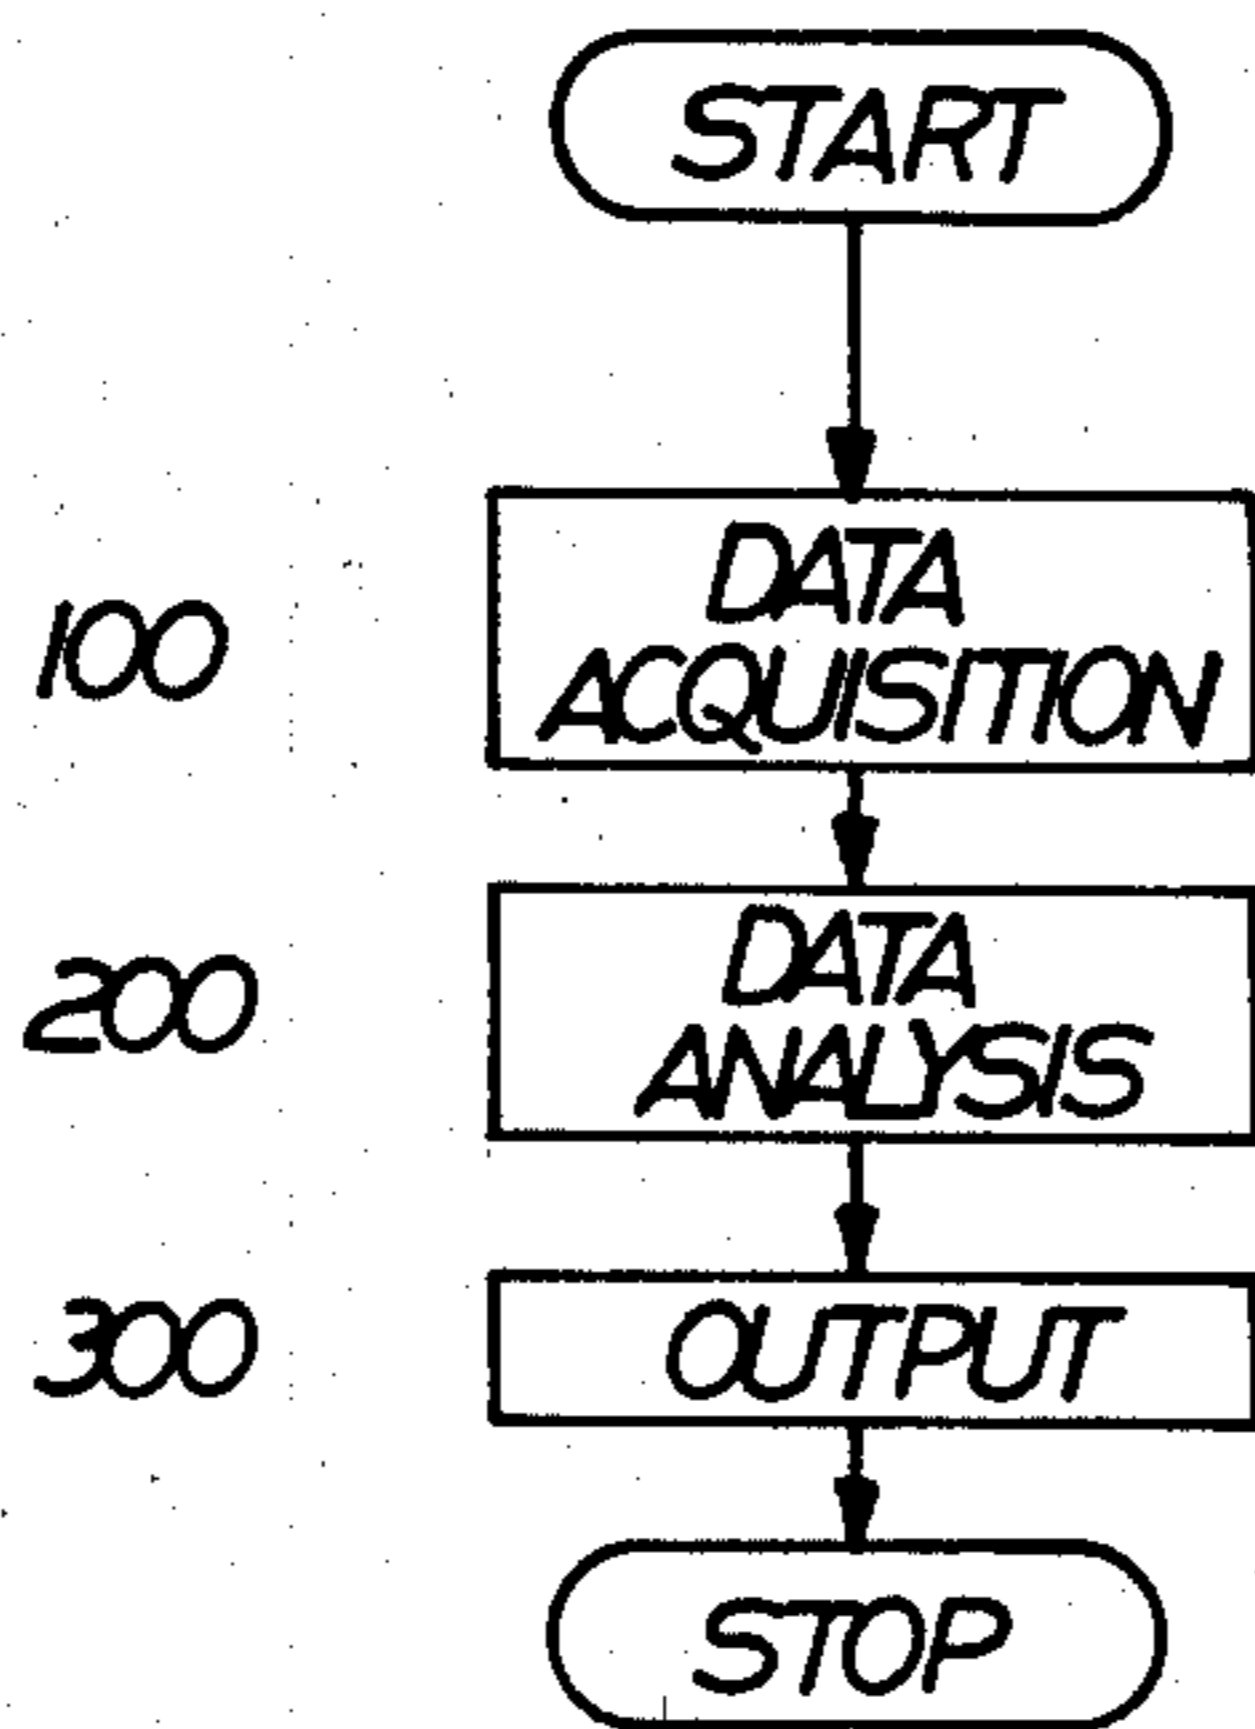 START
100
DATA
ACQUISITION
200
DATA
ANALYSIS
300
OUTPUT
STOP